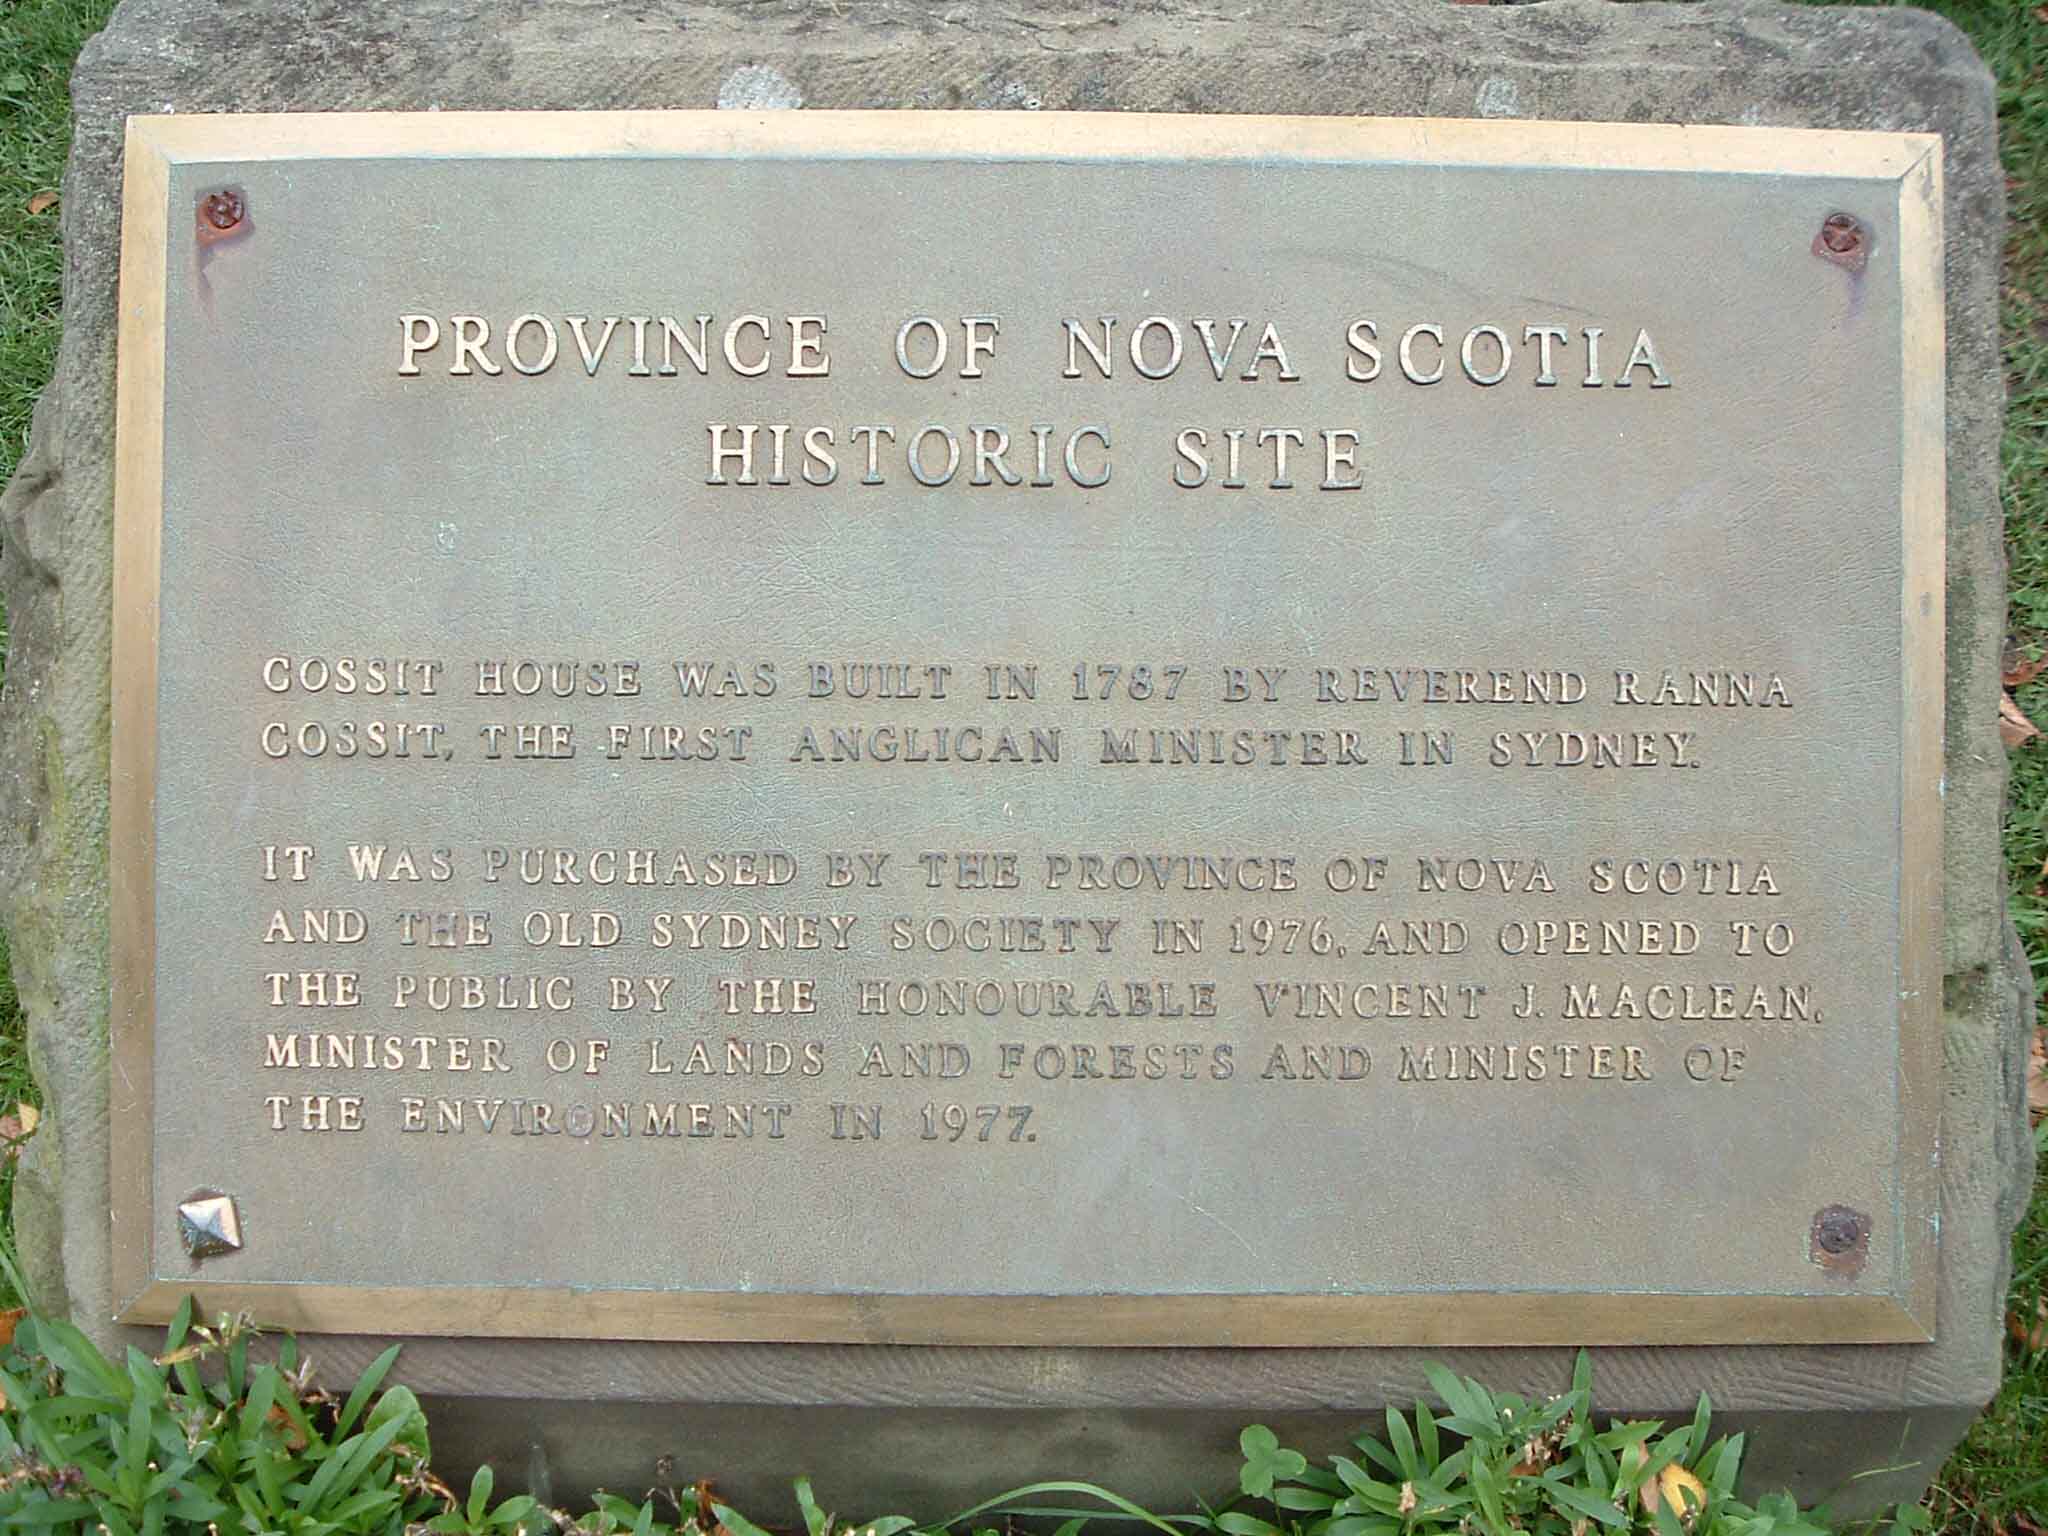 PROVINCE OF NOVA SCOTIA
HISTORIC SITE
COSSIT HOUSE WAS BUILT IN 1787 BY REVEREND RANNA
COSSIT, THE FIRST ANGLICAN MINISTER IN SYDNEY.
IT WAS PURCHASED BY THE PROVINCE OF NOVA SCOTIA
AND THE OLD SYDNEY SOCIETY IN 1976, AND OPENED TO
THE PUBLIC BY THE HONOURABLE VINCENT J. MACLEAN,
MINISTER OF LANDS AND FORESTS AND MINISTER OF
THE ENVIRONMENT IN 1977.